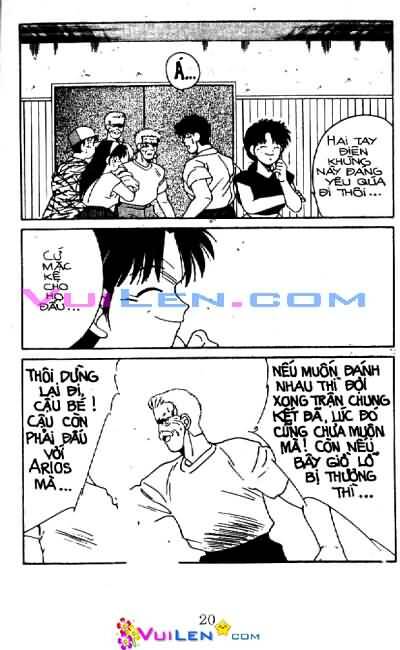 Á...
HAI TAY
ĐIÊN
KHÙNG
NÀY ĐANG
YÊU QUÁ
ĐI THÔI...
CỨ
MẶC
KỆ
CHO
HỌ
ĐẤU...
VUILEN.COM
NẾU MUỐN ĐÁNH
NHAU THÌ ĐỢI
XONG TRẬN CHUNG
KẾT ĐÃ, LÚC ĐÓ
CŨNG CHƯA MUỘN
MÀ! CÒN NẾU
BÂY GIỜ LỠ
BỊ THƯƠNG
THÌ...
THÔI DỪNG
LẠI ĐI,
CẬU BÉ!
CẬU CÒN
PHẢI ĐẤU
VỚI
ARIOS
MÀ...
20
VUILEN.COM